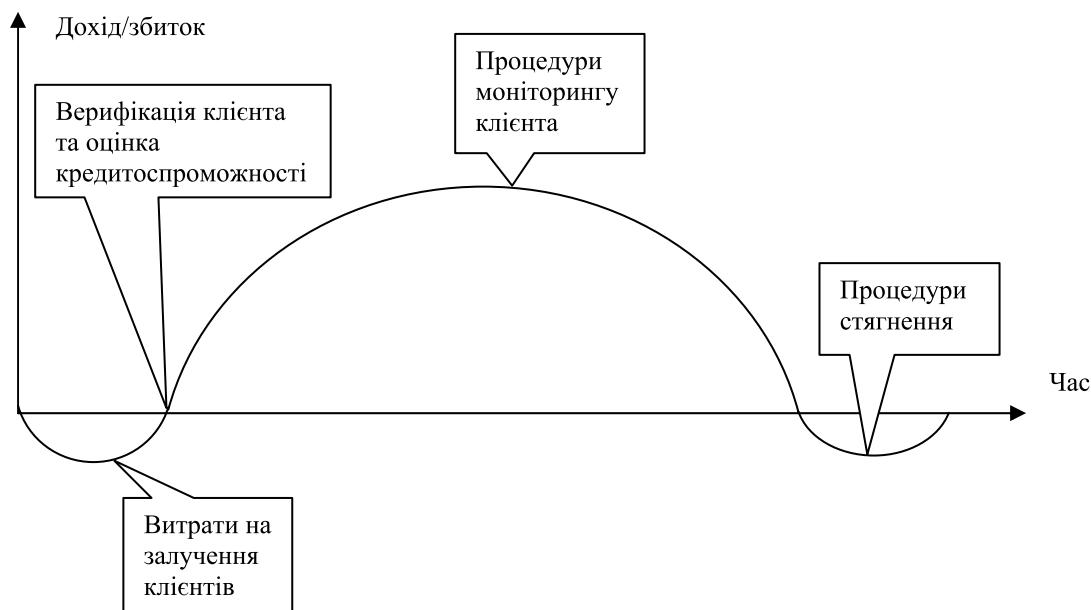 Дохід/збиток
Процедури
моніторингу
клієнта
Верифікація клієнта
та оцінка
кредитоспроможності
Процедури
стягнення
Час
Витрати на
залучення
клієнтів